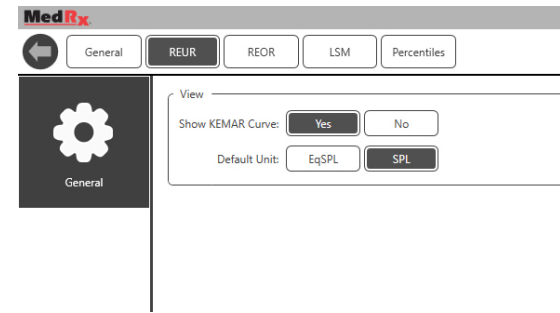 MedRx
General REUR REOR LSM Percentiles
View
Show KEMAR Curve: Yes No
Default Unit: EqSPL SPL
General